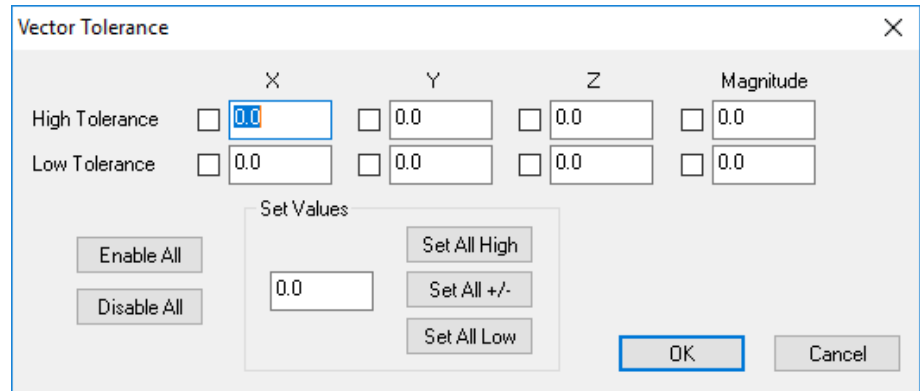 Vector Tolerance
X Y Z Magnitude
High Tolerance 0.0 0.0 0.0 0.0
Low Tolerance 0.0 0.0 0.0 0.0
Set Values
Enable All
Set All High
0.0
Set All +/-
Disable All
Set All Low
OK Cancel